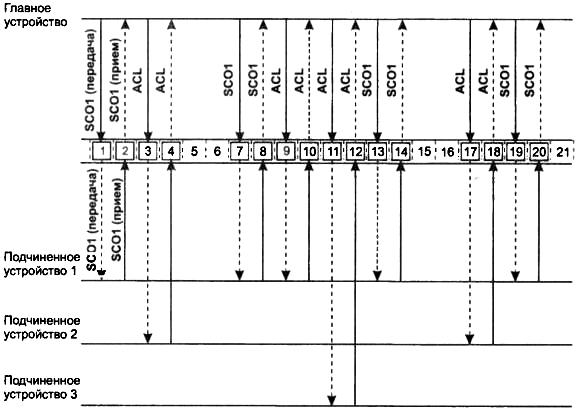 Главное
устройство
SCO1 (передача)
SCO1 (прием)
ACL
ACL
SCO1
SCO1
ACL
ACL
ACL
ACL
SCO1
SCO1
ACL
ACL
SCO1
SCO1
1 2 3 4 5 6 7 8 9 10 11 12 13 14 15 16 17 18 19 20 21
SCO1 (передача)
SCO1 (прием)
Подчиненное
устройство 1
Подчиненное
устройство 2
Подчиненное
устройство 3